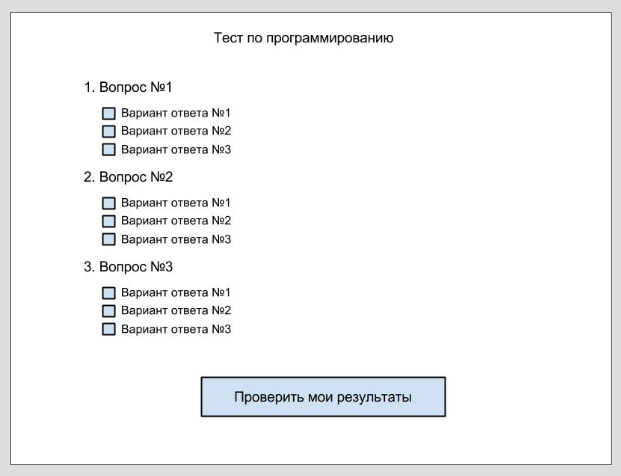 Тест по программированию
1. Вопрос №1
Вариант ответа №1
Вариант ответа №2
Вариант ответа №3
2. Вопрос №2
Вариант ответа №1
Вариант ответа №2
Вариант ответа №3
3. Вопрос №3
Вариант ответа №1
Вариант ответа №2
Вариант ответа №3
Проверить мои результаты